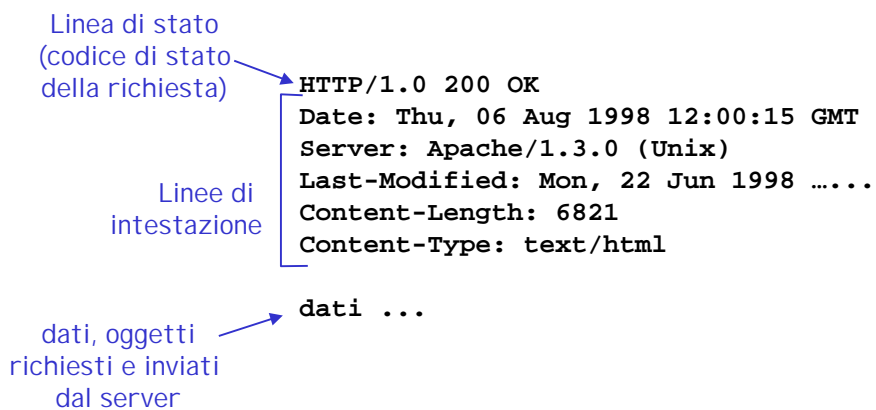 Linea di stato
(codice di stato
della richiesta)
HTTP/1.0 200 OK
Date: Thu, 06 Aug 1998 12:00:15 GMT
Server: Apache/1.3.0 (Unix)
Last-Modified: Mon, 22 Jun 1998 …...
Content-Length: 6821
Content-Type: text/html
Linee di
intestazione
dati ...
dati, oggetti
richiesti e inviati
dal server